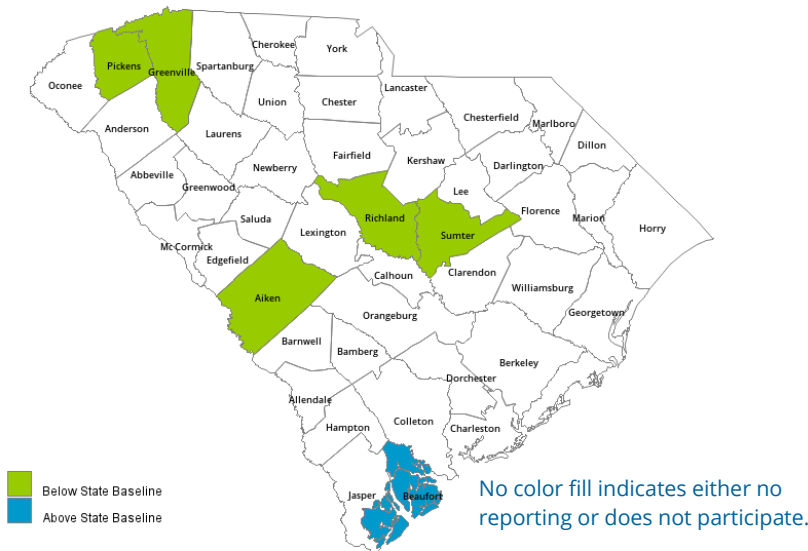 Cherokee
York
Pickens
Greenville
Spartanburg
Oconee
Union
Chester
Lancaster
Chesterfield
Marlboro
Anderson
Laurens
Dillon
Fairfield
Kershaw
Darlington
Newberry
Abbeville
Greenwood
Lee
Richland
Florence
Marion
Saluda
Horry
Lexington
Sumter
Mc Cormick
Edgefield
Calhoun
Clarendon
Williamsburg
Aiken
Orangeburg
Georgetown
Barnwell
Bamberg
Berkeley
Dorchester
Allendale
Colleton
Hampton
Charleston
Jasper
Beaufort
Below State Baseline
Above State Baseline
No color fill indicates either no
reporting or does not participate.